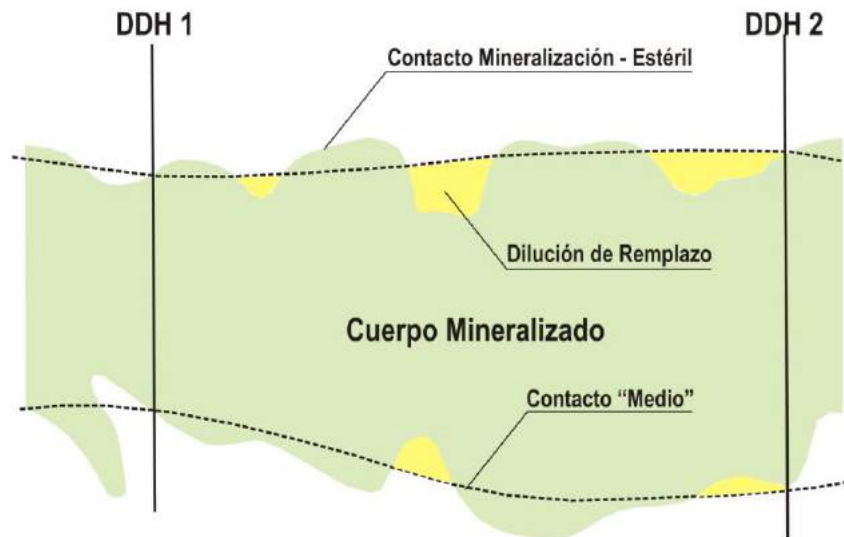 DDH 1
DDH 2
Contacto Mineralización - Estéril
Dilución de Remplazo
Cuerpo Mineralizado
Contacto “Medio”